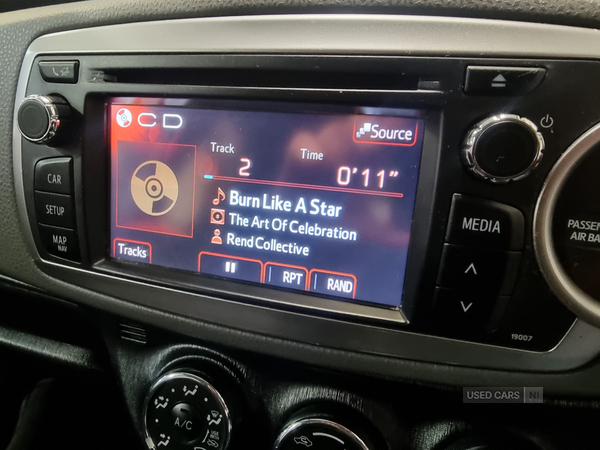 CD
Source
Track
2
Time
0'11"
Burn Like A Star
The Art Of Celebration
Rend Collective
Tracks
RPT
RAND
CAR
SETUP
MAP
NAV
MEDIA
19007
PASSEN
AIR BA
A/C
USED CARS NI